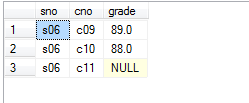 sno cno grade
1 s06 c09 89.0
2 s06 c10 88.0
3 s06 c11 NULL